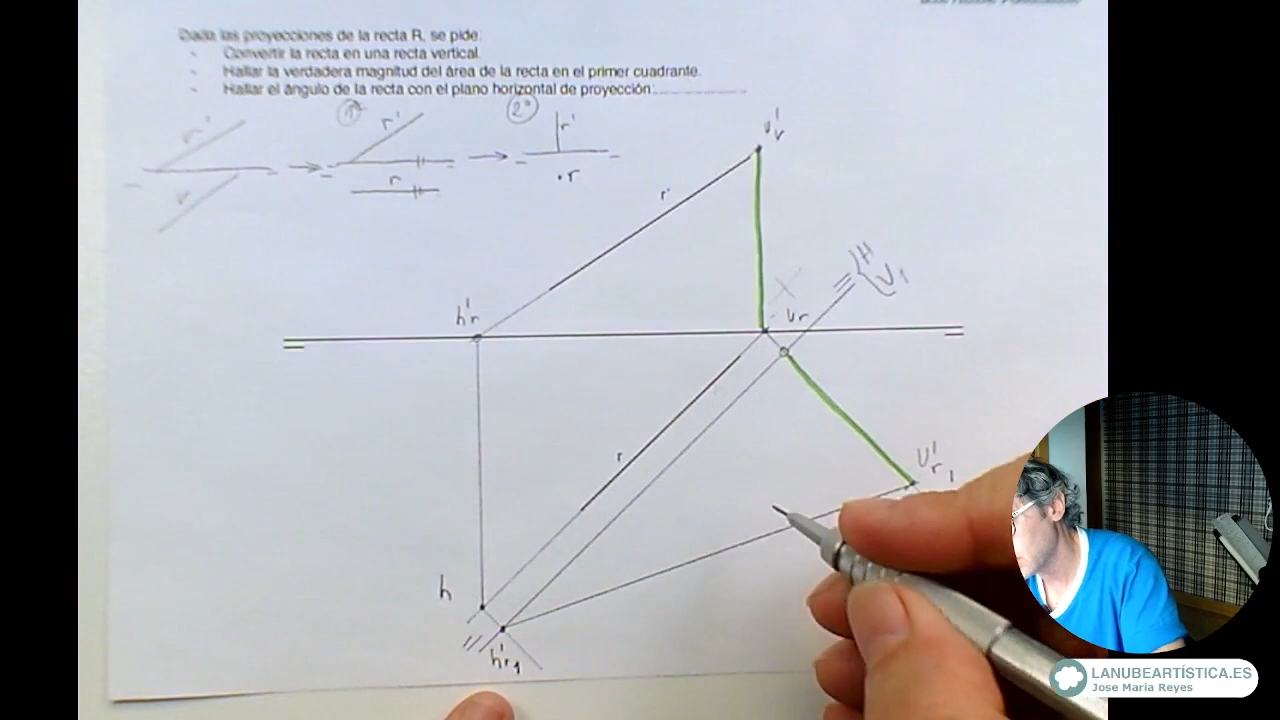 Dada las proyecciones de la recta R, se pide:
- Convertir la recta en una recta vertical.
- Hallar la verdadera magnitud del área de la recta en el primer cuadrante.
- Hallar el ángulo de la recta con el plano horizontal de proyección:
1º
2º
r'
r'
r'
r
r
·r
v'r
r'
h'r
vr
H
V1
r
v'r1
h
h'r1
LANUBEARTÍSTICA.ES
Jose María Reyes